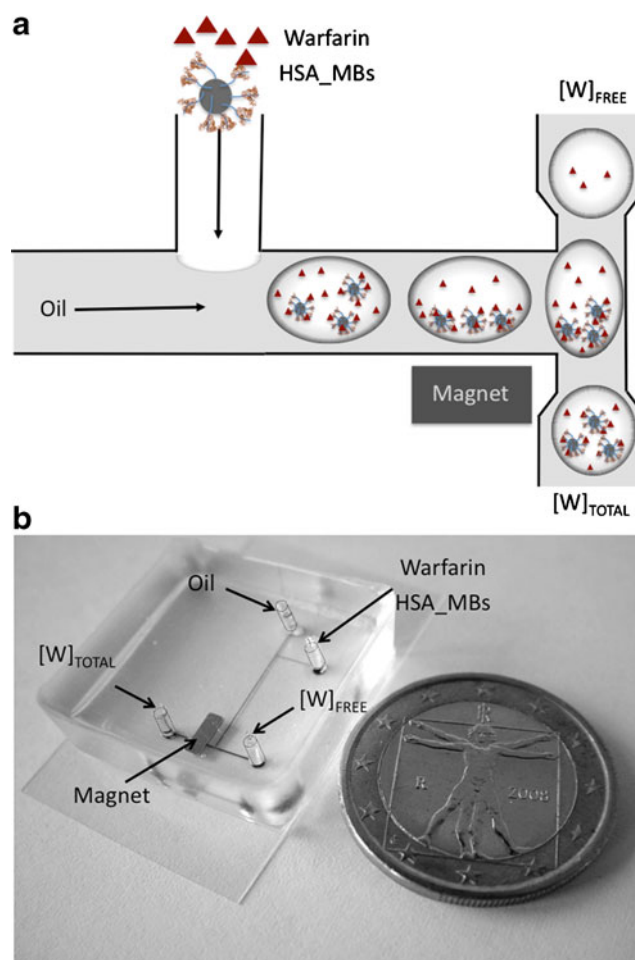 a
Warfarin
HSA_MBs
[W]FREE
Oil
Magnet
[W]TOTAL
b
Warfarin
HSA_MBs
Oil
[W]TOTAL
[W]FREE
Magnet
R
2008